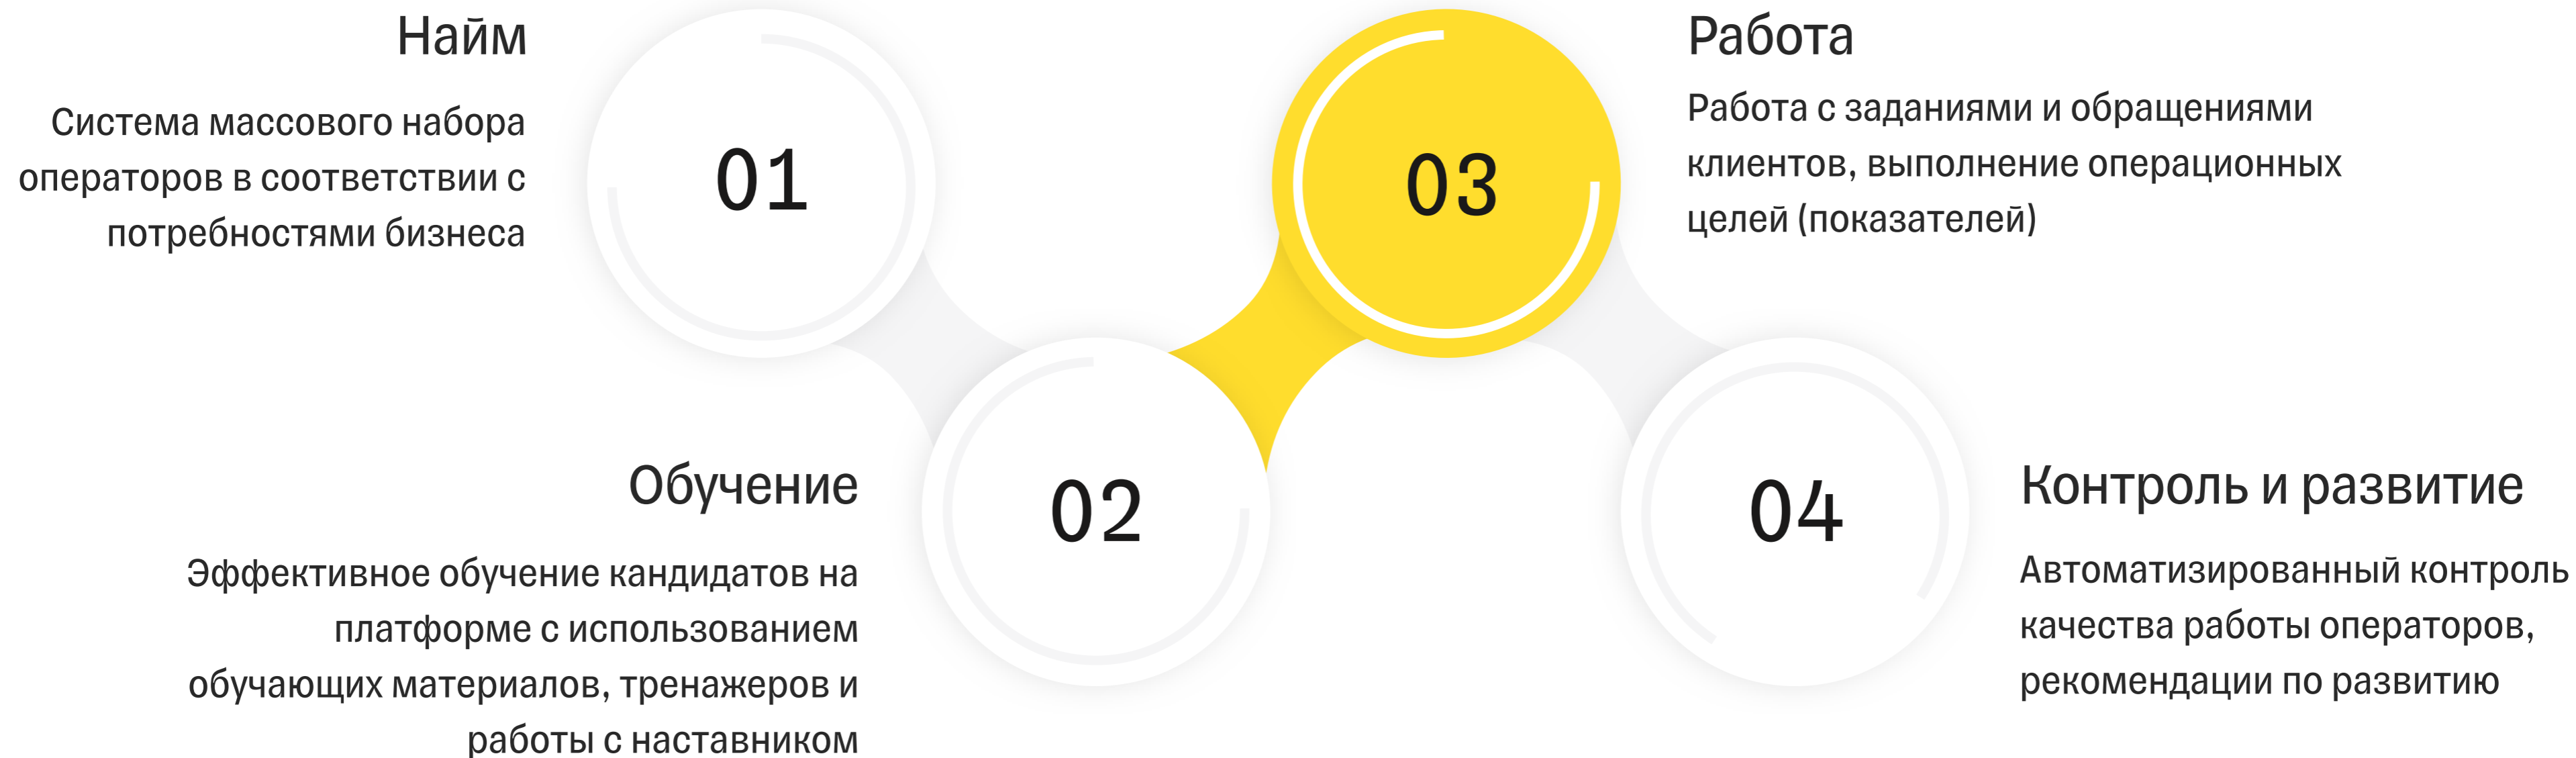 Найм
Система массового набора
операторов в соответствии с
потребностями бизнеса
01
Обучение
Эффективное обучение кандидатов на
платформе с использованием
обучающих материалов, тренажеров и
работы с наставником
02
03
Работа
Работа с заданиями и обращениями
клиентов, выполнение операционных
целей (показателей)
04
Контроль и развитие
Автоматизированный контроль
качества работы операторов,
рекомендации по развитию